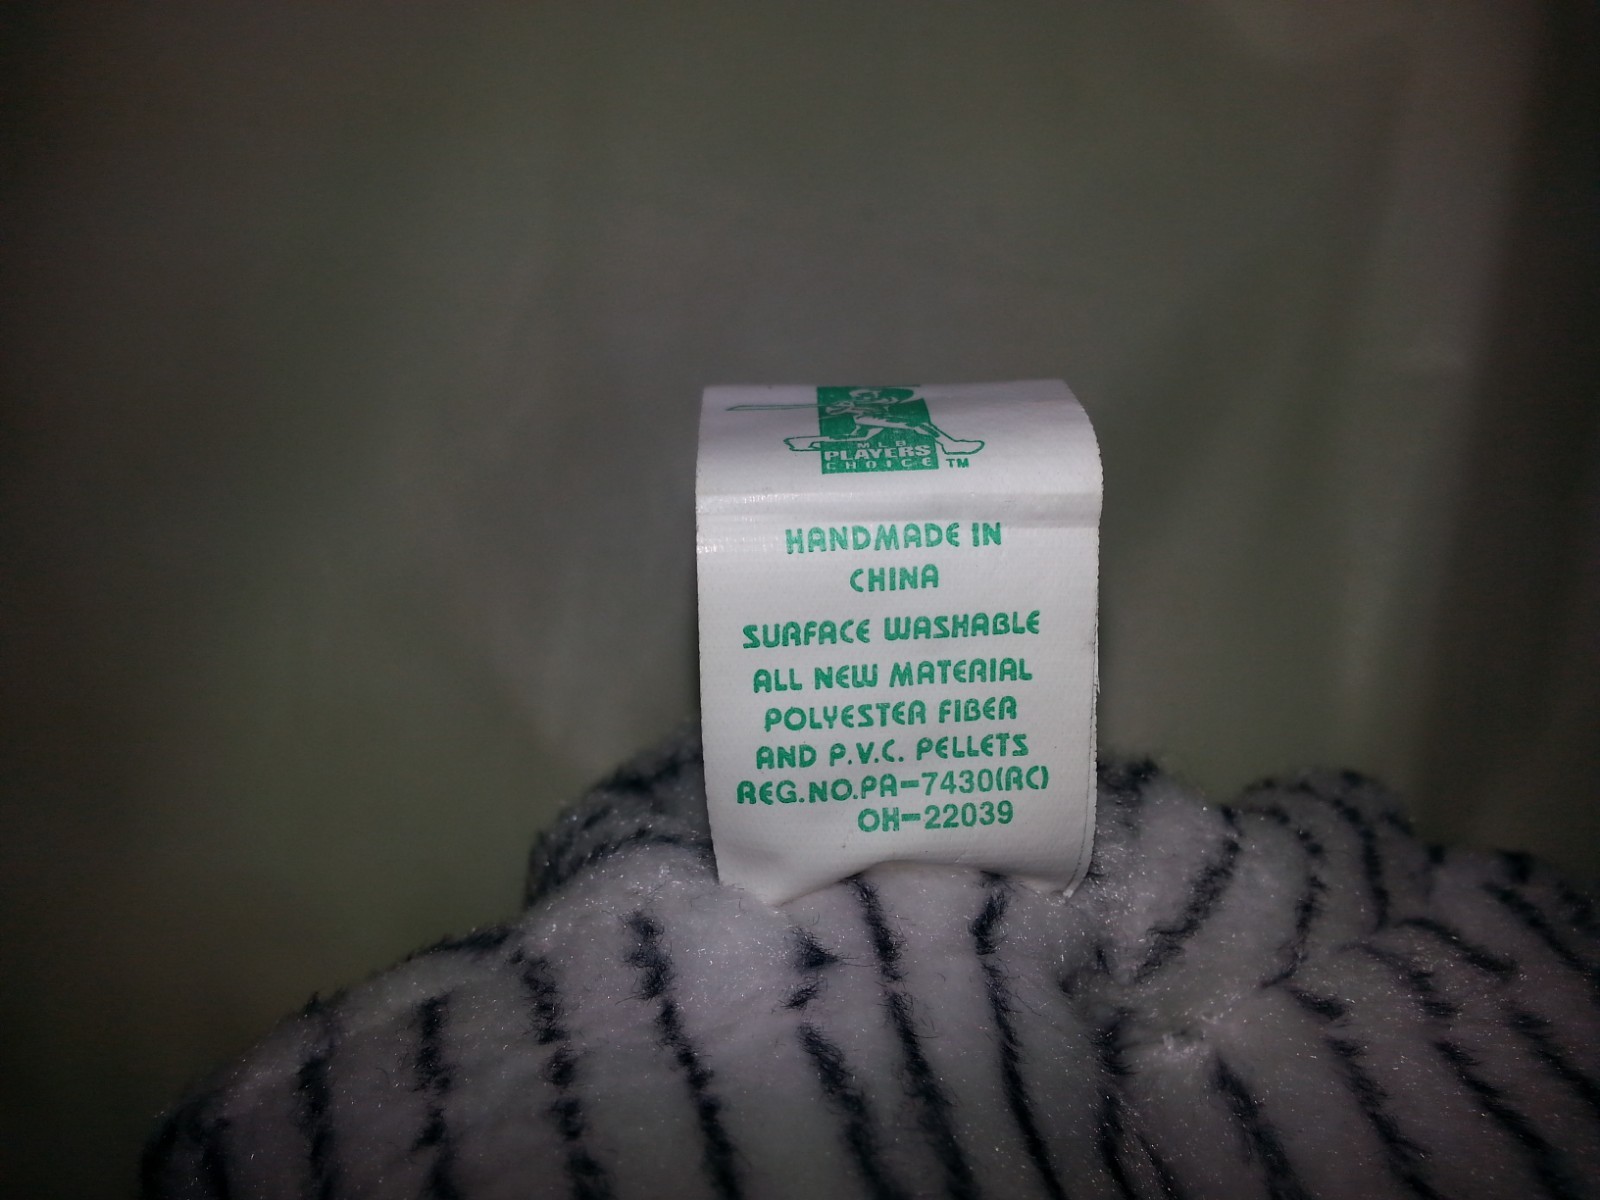 MLB
PLAYERS
CHOICE TM
HANDMADE IN
CHINA
SURFACE WASHABLE
ALL NEW MATERIAL
POLYESTER FIBER
AND P.V.C. PELLETS
REG.NO.PA-7430(RC)
OH-22039